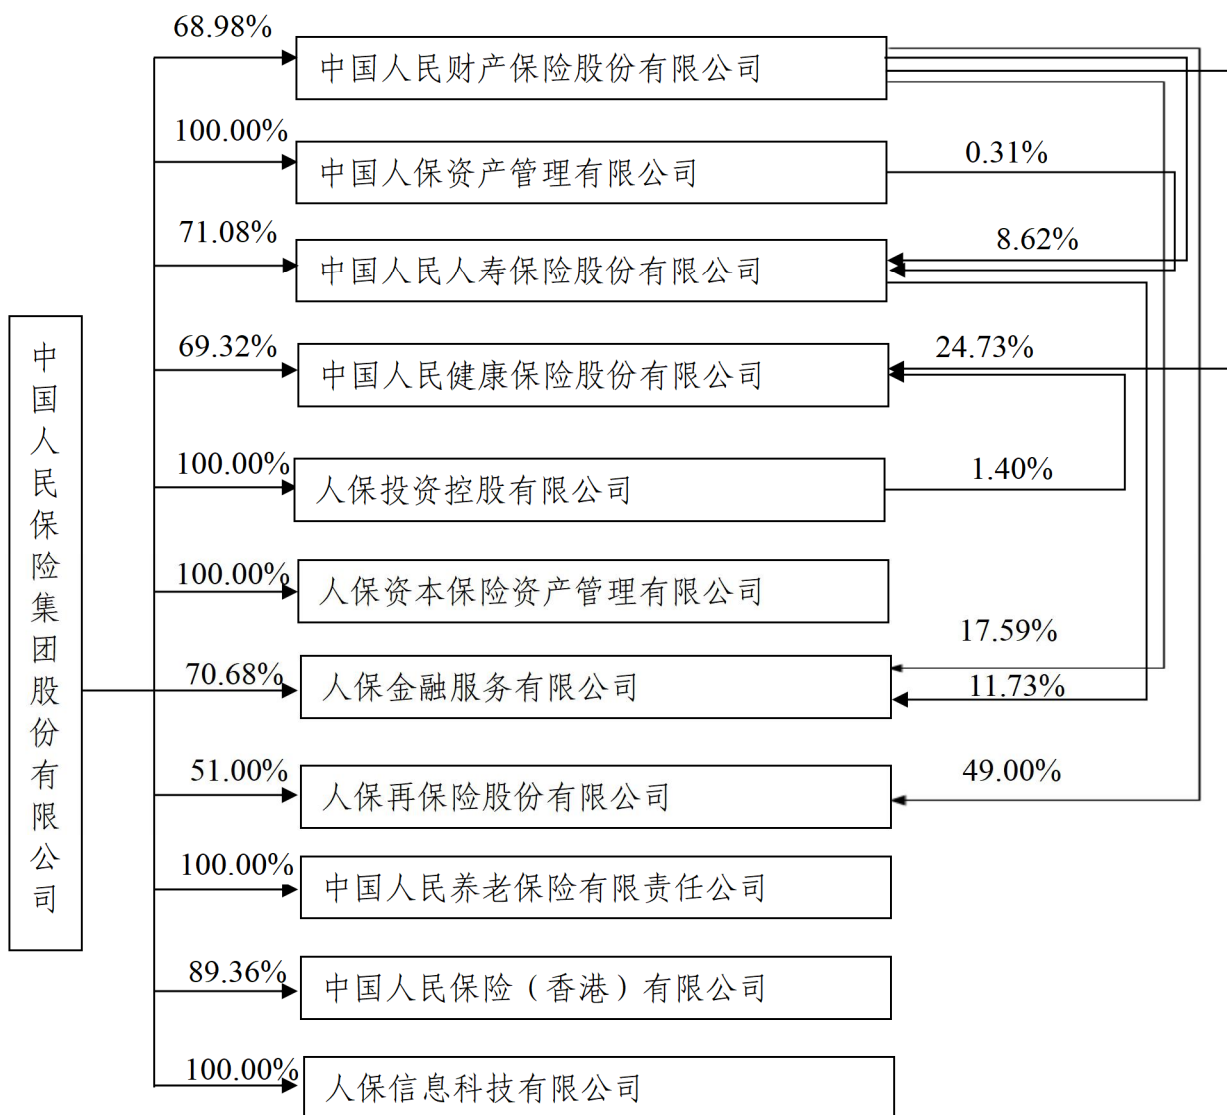 68.98%
中国人民财产保险股份有限公司
100.00%
中国人保资产管理有限公司
0.31%
71.08%
中国人民人寿保险股份有限公司
8.62%
中国人民保险集团股份有限公司
69.32%
中国人民健康保险股份有限公司
24.73%
100.00%
人保投资控股有限公司
1.40%
100.00%
人保资本保险资产管理有限公司
17.59%
70.68%
人保金融服务有限公司
11.73%
51.00%
人保再保险股份有限公司
49.00%
100.00%
中国人民养老保险有限责任公司
89.36%
中国人民保险（香港）有限公司
100.00%
人保信息科技有限公司